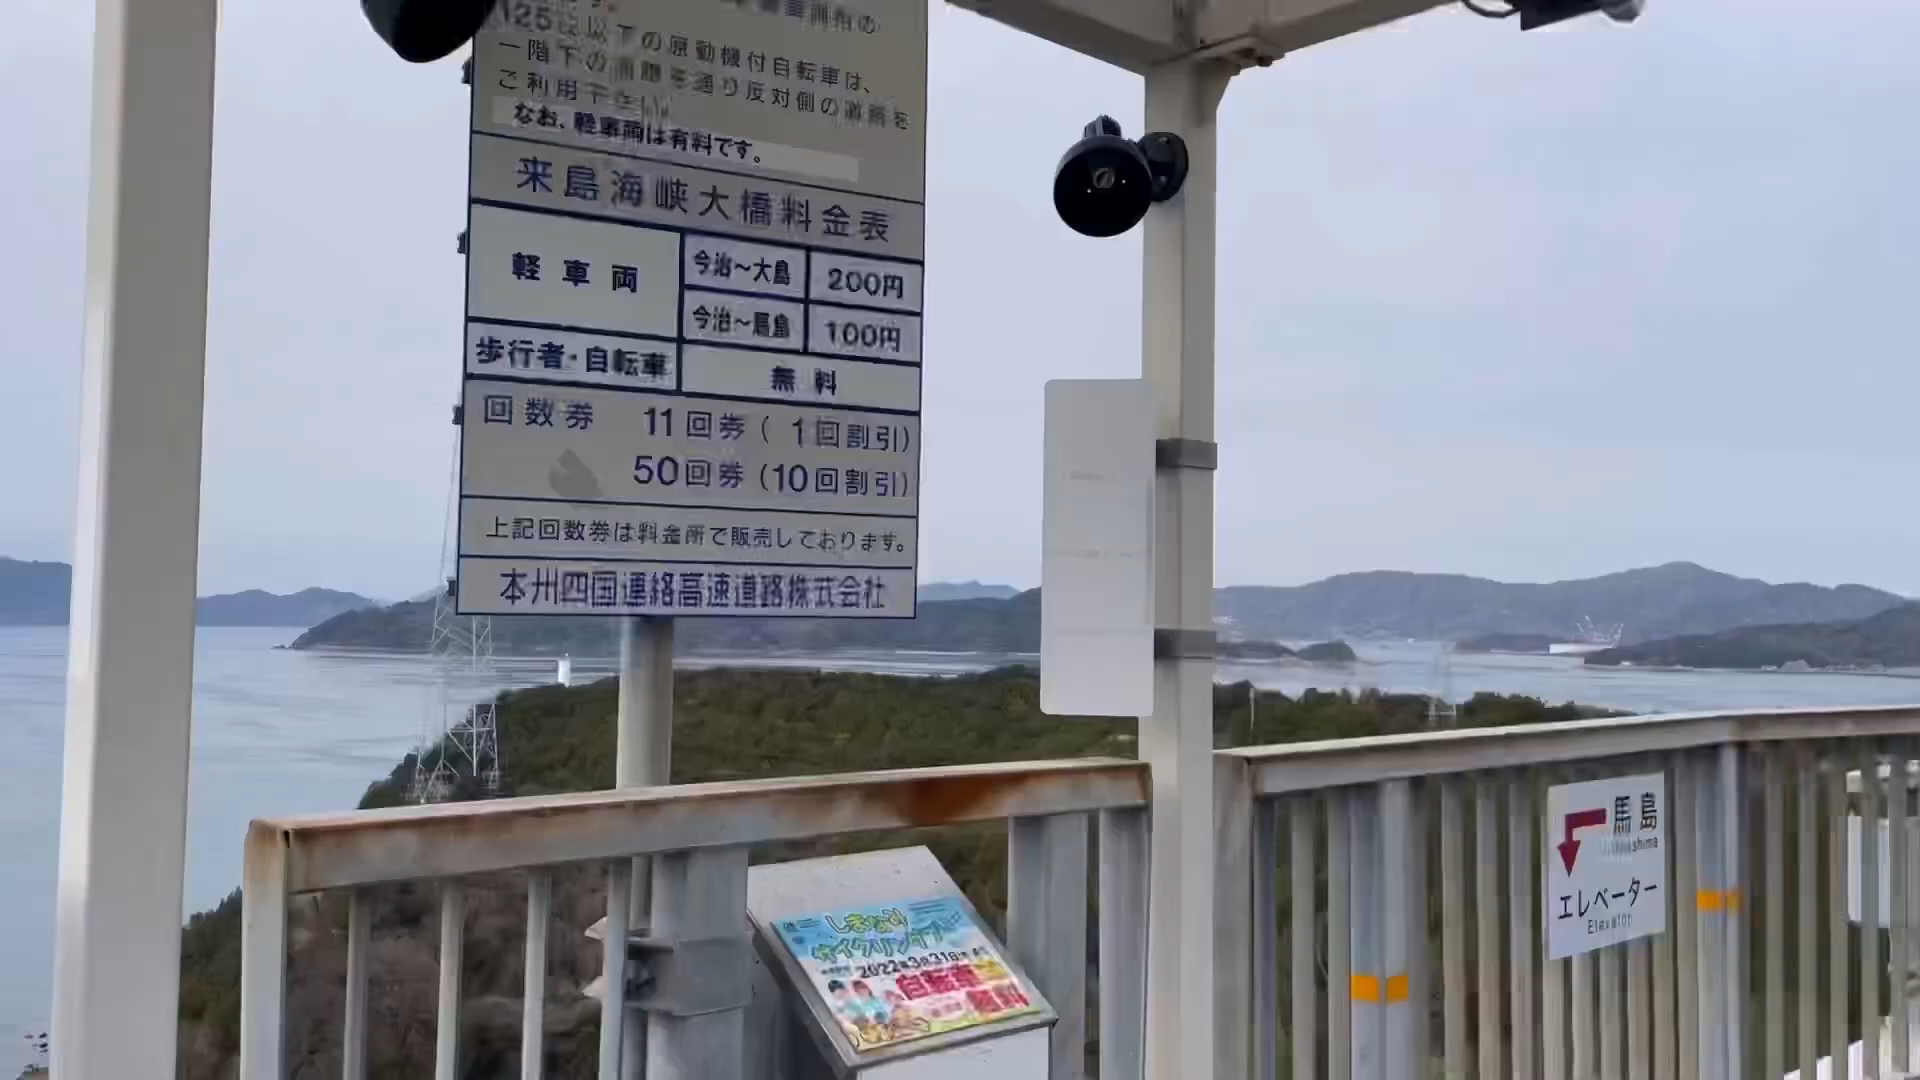 125cc以下の原動機付自転車は、
一階下の通路を通り反対側の道路を
ご利用下さい。
なお、軽車両は有料です。
来島海峡大橋料金表
軽車両
今治〜大島 200円
今治〜馬島 100円
歩行者・自転車 無料
回数券 11回券(1回割引)
50回券(10回割引)
上記回数券は料金所で販売しております。
本州四国連絡高速道路株式会社
しまなみ
サイクリングフリー
2022年3月31日
自転車
無料
馬島
エレベーター
Elevator